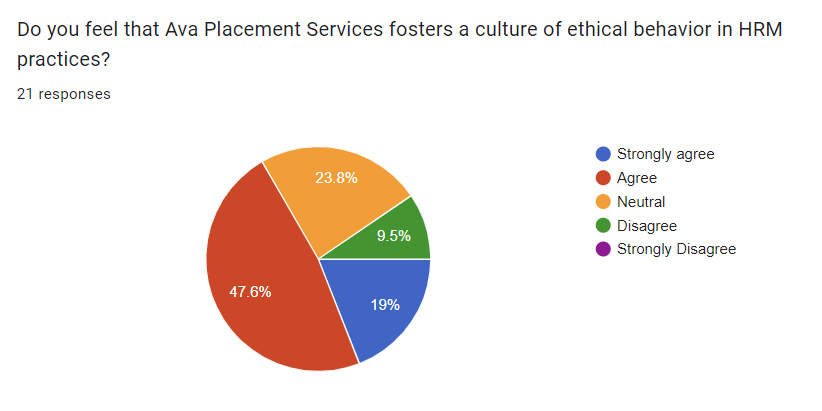 Do you feel that Ava Placement Services fosters a culture of ethical behavior in HRM
practices?
21 responses
Strongly agree
Agree
Neutral
Disagree
Strongly Disagree
23.8%
9.5%
47.6%
19%